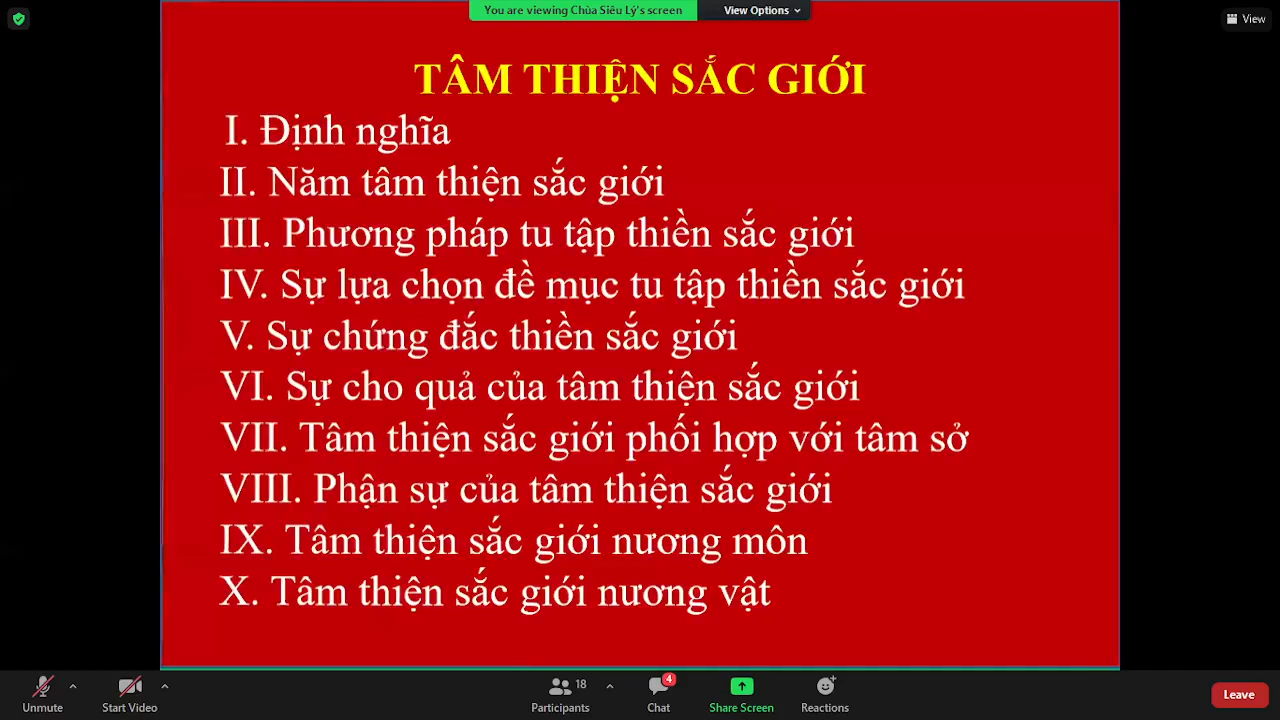 You are viewing Chùa Siêu Lý's screen
View Options
View
TÂM THIỆN SẮC GIỚI
I. Định nghĩa
II. Năm tâm thiện sắc giới
III. Phương pháp tu tập thiền sắc giới
IV. Sự lựa chọn đề mục tu tập thiền sắc giới
V. Sự chứng đắc thiền sắc giới
VI. Sự cho quả của tâm thiện sắc giới
VII. Tâm thiện sắc giới phối hợp với tâm sở
VIII. Phận sự của tâm thiện sắc giới
IX. Tâm thiện sắc giới nương môn
X. Tâm thiện sắc giới nương vật
Unmute
Start Video
18
Participants
4
Chat
Share Screen
Reactions
Leave